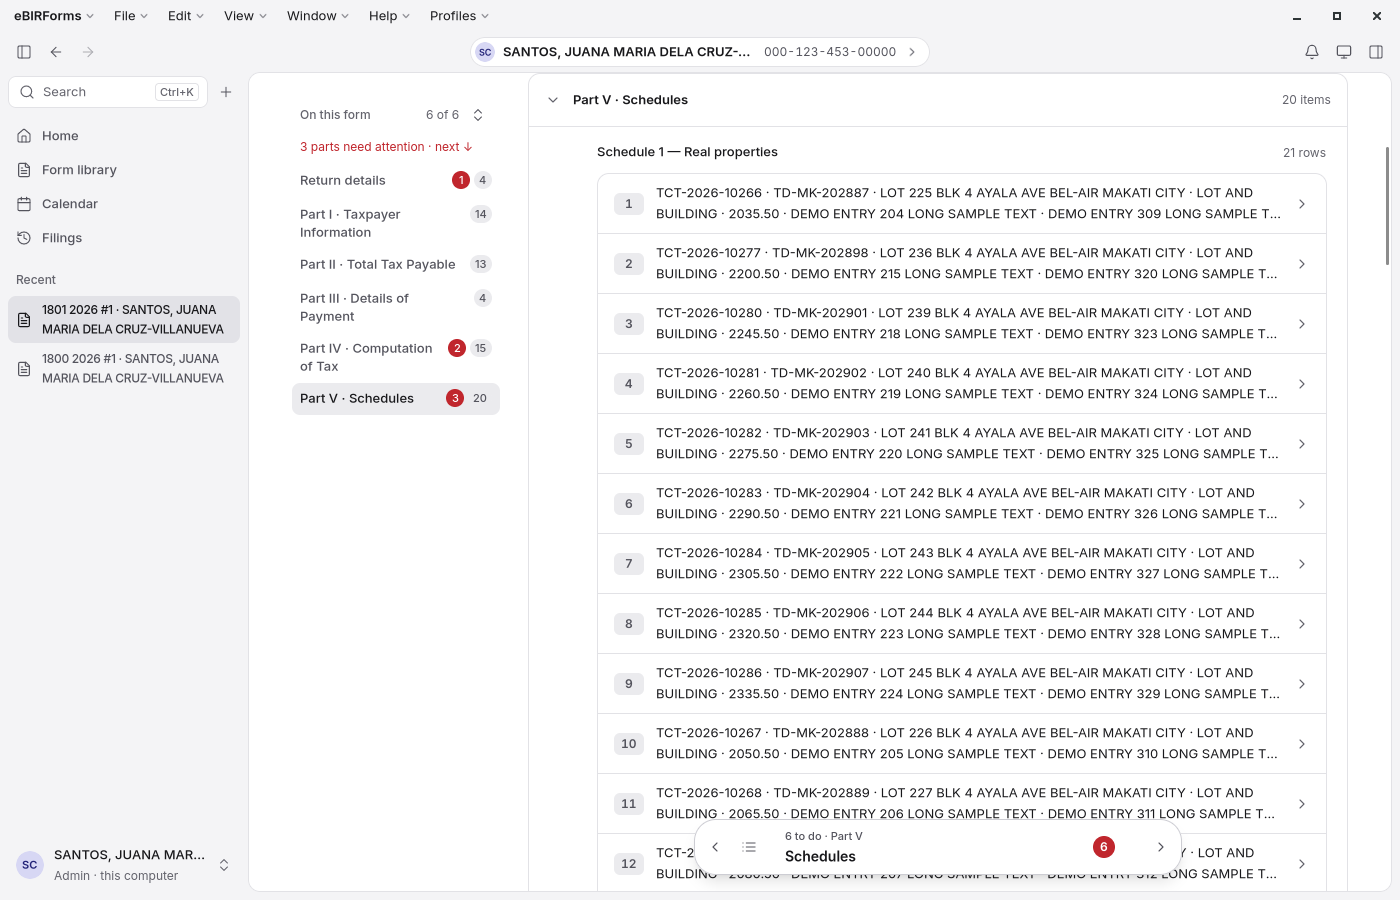 eBIRForms File Edit View Window Help Profiles
SC SANTOS, JUANA MARIA DELA CRUZ-... 000-123-453-00000
Search Ctrl+K
Home
Form library
Calendar
Filings
Recent
1801 2026 #1 · SANTOS, JUANA
MARIA DELA CRUZ-VILLANUEVA
1800 2026 #1 · SANTOS, JUANA
MARIA DELA CRUZ-VILLANUEVA
SC
SANTOS, JUANA MAR...
Admin · this computer
On this form 6 of 6
3 parts need attention · next ↓
Return details 1 4
Part I · Taxpayer 14
Information
Part II · Total Tax Payable 13
Part III · Details of 4
Payment
Part IV · Computation 2 15
of Tax
Part V · Schedules 3 20
Part V · Schedules 20 items
Schedule 1 — Real properties 21 rows
1
TCT-2026-10266 · TD-MK-202887 · LOT 225 BLK 4 AYALA AVE BEL-AIR MAKATI CITY · LOT AND
BUILDING · 2035.50 · DEMO ENTRY 204 LONG SAMPLE TEXT · DEMO ENTRY 309 LONG SAMPLE T...
2
TCT-2026-10277 · TD-MK-202898 · LOT 236 BLK 4 AYALA AVE BEL-AIR MAKATI CITY · LOT AND
BUILDING · 2200.50 · DEMO ENTRY 215 LONG SAMPLE TEXT · DEMO ENTRY 320 LONG SAMPLE T...
3
TCT-2026-10280 · TD-MK-202901 · LOT 239 BLK 4 AYALA AVE BEL-AIR MAKATI CITY · LOT AND
BUILDING · 2245.50 · DEMO ENTRY 218 LONG SAMPLE TEXT · DEMO ENTRY 323 LONG SAMPLE T...
4
TCT-2026-10281 · TD-MK-202902 · LOT 240 BLK 4 AYALA AVE BEL-AIR MAKATI CITY · LOT AND
BUILDING · 2260.50 · DEMO ENTRY 219 LONG SAMPLE TEXT · DEMO ENTRY 324 LONG SAMPLE T...
5
TCT-2026-10282 · TD-MK-202903 · LOT 241 BLK 4 AYALA AVE BEL-AIR MAKATI CITY · LOT AND
BUILDING · 2275.50 · DEMO ENTRY 220 LONG SAMPLE TEXT · DEMO ENTRY 325 LONG SAMPLE T...
6
TCT-2026-10283 · TD-MK-202904 · LOT 242 BLK 4 AYALA AVE BEL-AIR MAKATI CITY · LOT AND
BUILDING · 2290.50 · DEMO ENTRY 221 LONG SAMPLE TEXT · DEMO ENTRY 326 LONG SAMPLE T...
7
TCT-2026-10284 · TD-MK-202905 · LOT 243 BLK 4 AYALA AVE BEL-AIR MAKATI CITY · LOT AND
BUILDING · 2305.50 · DEMO ENTRY 222 LONG SAMPLE TEXT · DEMO ENTRY 327 LONG SAMPLE T...
8
TCT-2026-10285 · TD-MK-202906 · LOT 244 BLK 4 AYALA AVE BEL-AIR MAKATI CITY · LOT AND
BUILDING · 2320.50 · DEMO ENTRY 223 LONG SAMPLE TEXT · DEMO ENTRY 328 LONG SAMPLE T...
9
TCT-2026-10286 · TD-MK-202907 · LOT 245 BLK 4 AYALA AVE BEL-AIR MAKATI CITY · LOT AND
BUILDING · 2335.50 · DEMO ENTRY 224 LONG SAMPLE TEXT · DEMO ENTRY 329 LONG SAMPLE T...
10
TCT-2026-10267 · TD-MK-202888 · LOT 226 BLK 4 AYALA AVE BEL-AIR MAKATI CITY · LOT AND
BUILDING · 2050.50 · DEMO ENTRY 205 LONG SAMPLE TEXT · DEMO ENTRY 310 LONG SAMPLE T...
11
TCT-2026-10268 · TD-MK-202889 · LOT 227 BLK 4 AYALA AVE BEL-AIR MAKATI CITY · LOT AND
BUILDING · 2065.50 · DEMO ENTRY 206 LONG SAMPLE TEXT · DEMO ENTRY 311 LONG SAMPLE T...
12
Y · LOT AND
SAMPLE T...
6 to do · Part V
Schedules 6